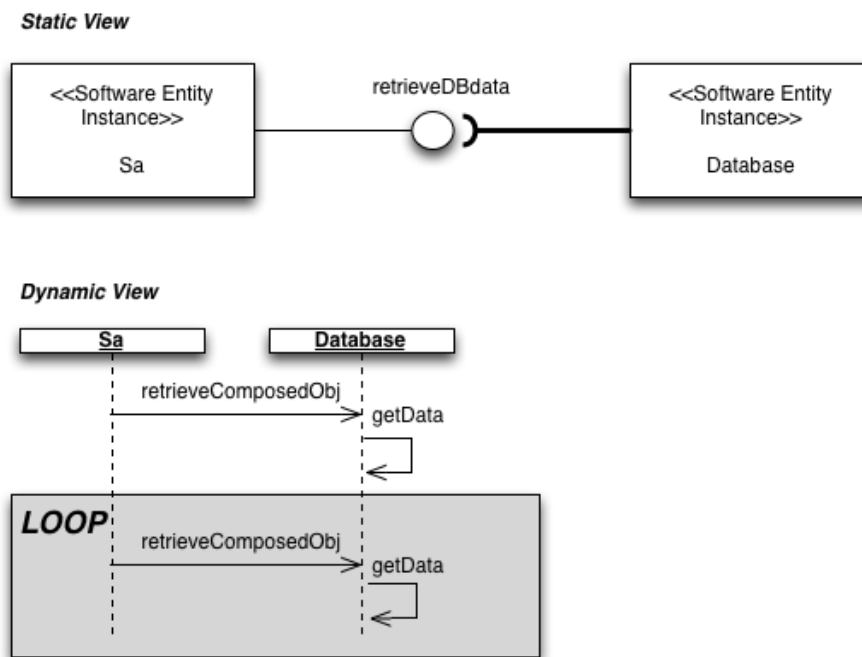 Static View
<<Software Entity
Instance>>
Sa
retrieveDBdata
<<Software Entity
Instance>>
Database
Dynamic View
Sa
Database
retrieveComposedObj
getData
LOOP
retrieveComposedObj
getData